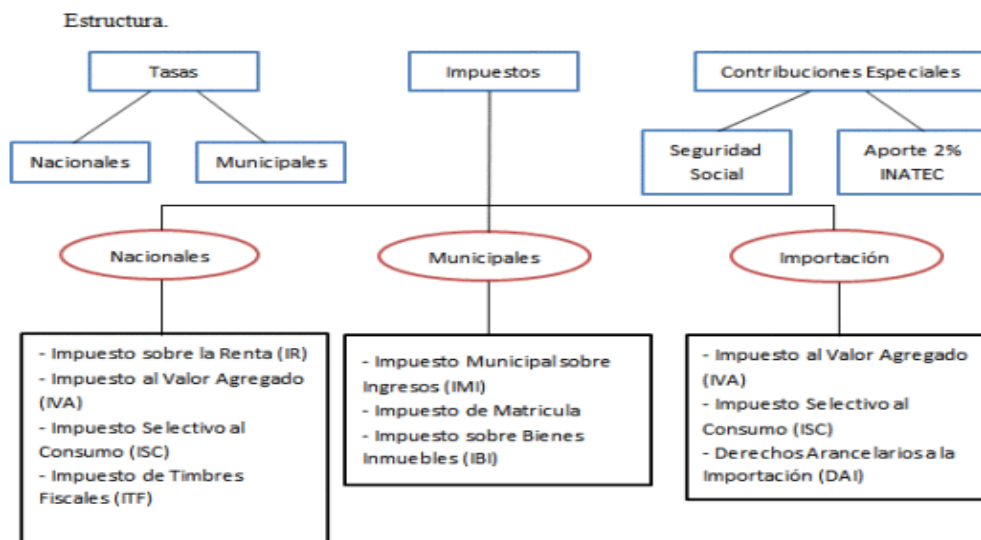 Estructura.
Tasas
Impuestos
Contribuciones Especiales
Nacionales
Municipales
Seguridad
Social
Aporte 2%
INATEC
Nacionales
Municipales
Importación
- Impuesto sobre la Renta (IR)
- Impuesto al Valor Agregado
(IVA)
- Impuesto Selectivo al
Consumo (ISC)
- Impuesto de Timbres
Fiscales (ITF)
- Impuesto Municipal sobre
Ingresos (IMI)
- Impuesto de Matricula
- Impuesto sobre Bienes
Inmuebles (IBI)
- Impuesto al Valor Agregado
(IVA)
- Impuesto Selectivo al
Consumo (ISC)
- Derechos Arancelarios a la
Importación (DAI)